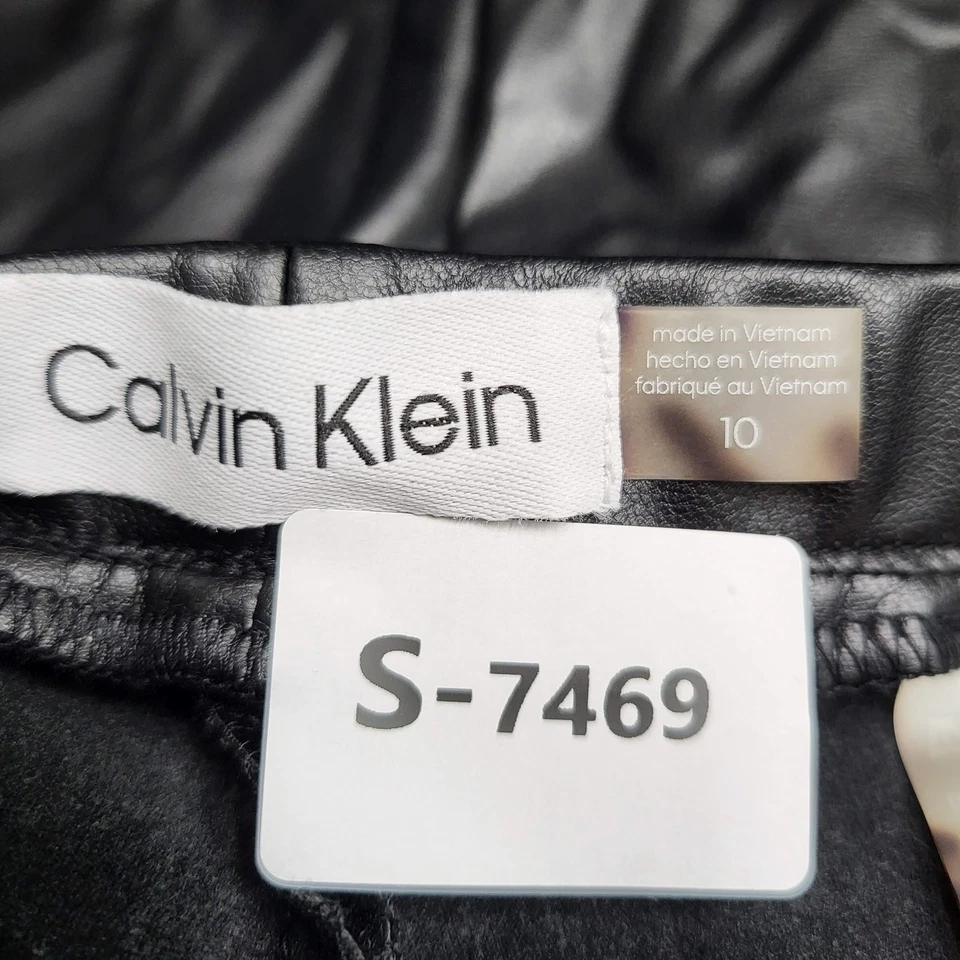 Calvin Klein
made in Vietnam
hecho en Vietnam
fabriqué au Vietnam
10
S-7469